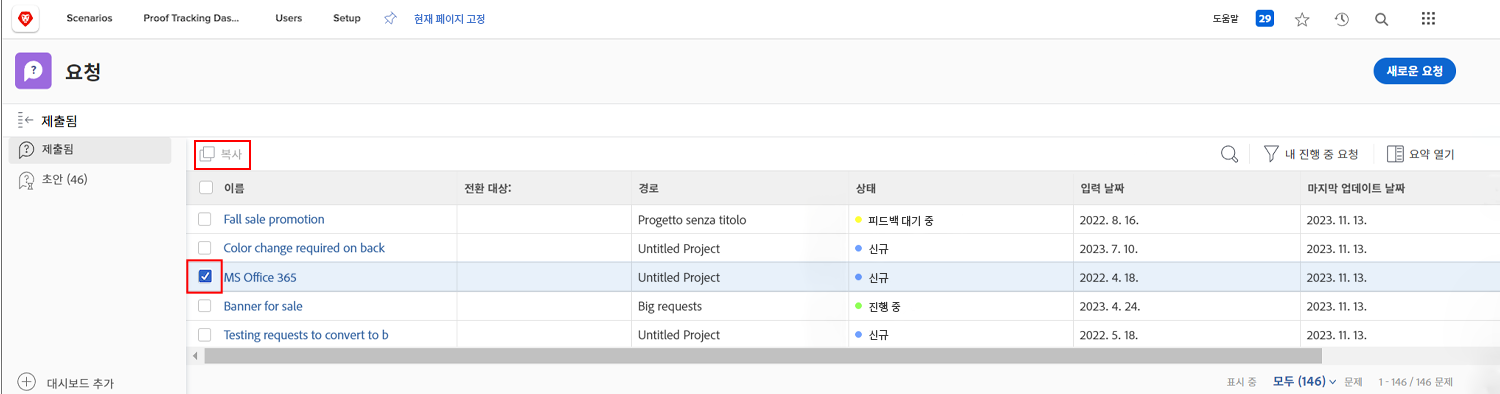 Scenarios Proof Tracking Das... Users Setup 현재 페이지 고정 도움말 29
요청 새로운 요청
제출됨
제출됨 복사 내 진행 중 요청 요약 열기
초안 (46)
이름 전환 대상: 경로 상태 입력 날짜 마지막 업데이트 날짜
Fall sale promotion Progetto senza titolo 피드백 대기 중 2022. 8. 16. 2023. 11. 13.
Color change required on back Untitled Project 신규 2023. 7. 10. 2023. 11. 13.
MS Office 365 Untitled Project 신규 2022. 4. 18. 2023. 11. 13.
Banner for sale Big requests 진행 중 2023. 4. 24. 2023. 11. 13.
Testing requests to convert to b Untitled Project 신규 2022. 5. 18. 2023. 11. 13.
대시보드 추가 표시 중 모두 (146) 문제 1 - 146 / 146 문제